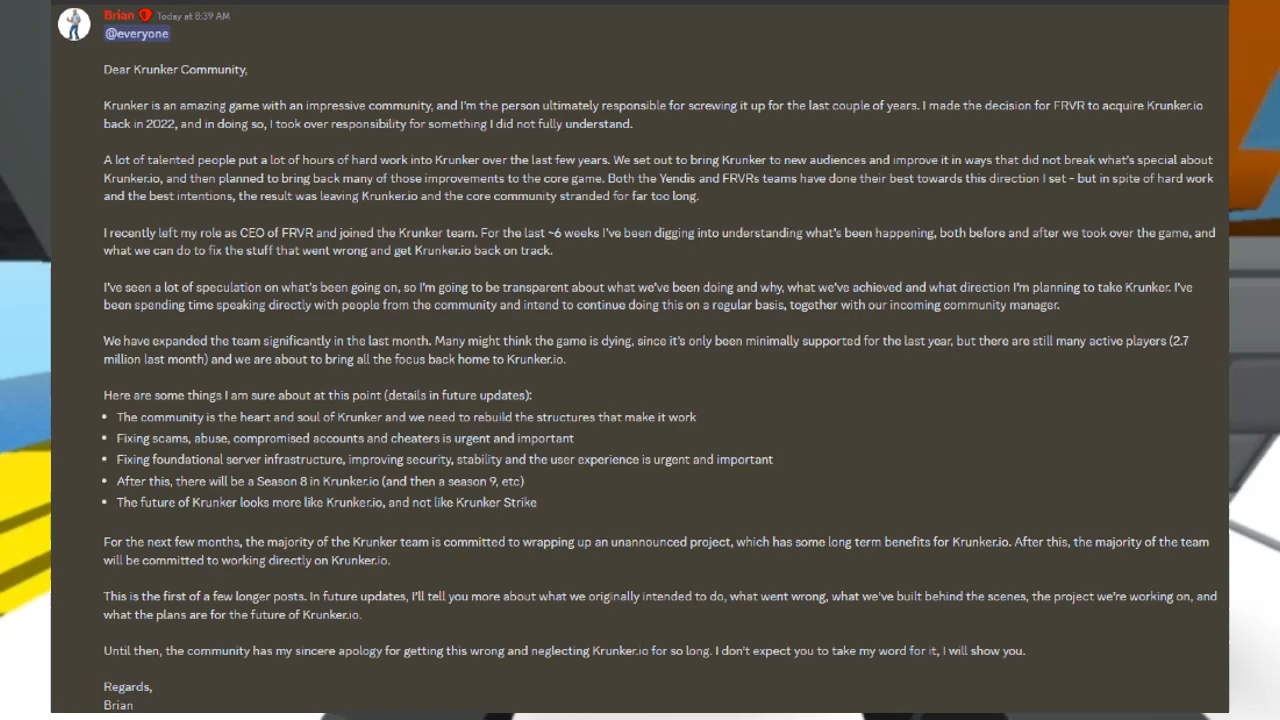 Brian Today at 8:39 AM
@everyone
Dear Krunker Community,
Krunker is an amazing game with an impressive community, and I'm the person ultimately responsible for screwing it up for the last couple of years. I made the decision for FRVR to acquire Krunker.io
back in 2022, and in doing so, I took over responsibility for something I did not fully understand.
A lot of talented people put a lot of hours of hard work into Krunker over the last few years. We set out to bring Krunker to new audiences and improve it in ways that did not break what's special about
Krunker.io, and then planned to bring back many of those improvements to the core game. Both the Yendis and FRVRs teams have done their best towards this direction I set - but in spite of hard work
and the best intentions, the result was leaving Krunker.io and the core community stranded for far too long.
I recently left my role as CEO of FRVR and joined the Krunker team. For the last ~6 weeks I've been digging into understanding what's been happening, both before and after we took over the game, and
what we can do to fix the stuff that went wrong and get Krunker.io back on track.
I've seen a lot of speculation on what's been going on, so I'm going to be transparent about what we've been doing and why, what we've achieved and what direction I'm planning to take Krunker. I've
been spending time speaking directly with people from the community and intend to continue doing this on a regular basis, together with our incoming community manager.
We have expanded the team significantly in the last month. Many might think the game is dying, since it's only been minimally supported for the last year, but there are still many active players (2.7
million last month) and we are about to bring all the focus back home to Krunker.io.
Here are some things I am sure about at this point (details in future updates):
• The community is the heart and soul of Krunker and we need to rebuild the structures that make it work
• Fixing scams, abuse, compromised accounts and cheaters is urgent and important
• Fixing foundational server infrastructure, improving security, stability and the user experience is urgent and important
• After this, there will be a Season 8 in Krunker.io (and then a season 9, etc)
• The future of Krunker looks more like Krunker.io, and not like Krunker Strike
For the next few months, the majority of the Krunker team is committed to wrapping up an unannounced project, which has some long term benefits for Krunker.io. After this, the majority of the team
will be committed to working directly on Krunker.io.
This is the first of a few longer posts. In future updates, I'll tell you more about what we originally intended to do, what went wrong, what we've built behind the scenes, the project we're working on, and
what the plans are for the future of Krunker.io.
Until then, the community has my sincere apology for getting this wrong and neglecting Krunker.io for so long. I don't expect you to take my word for it, I will show you.
Regards,
Brian